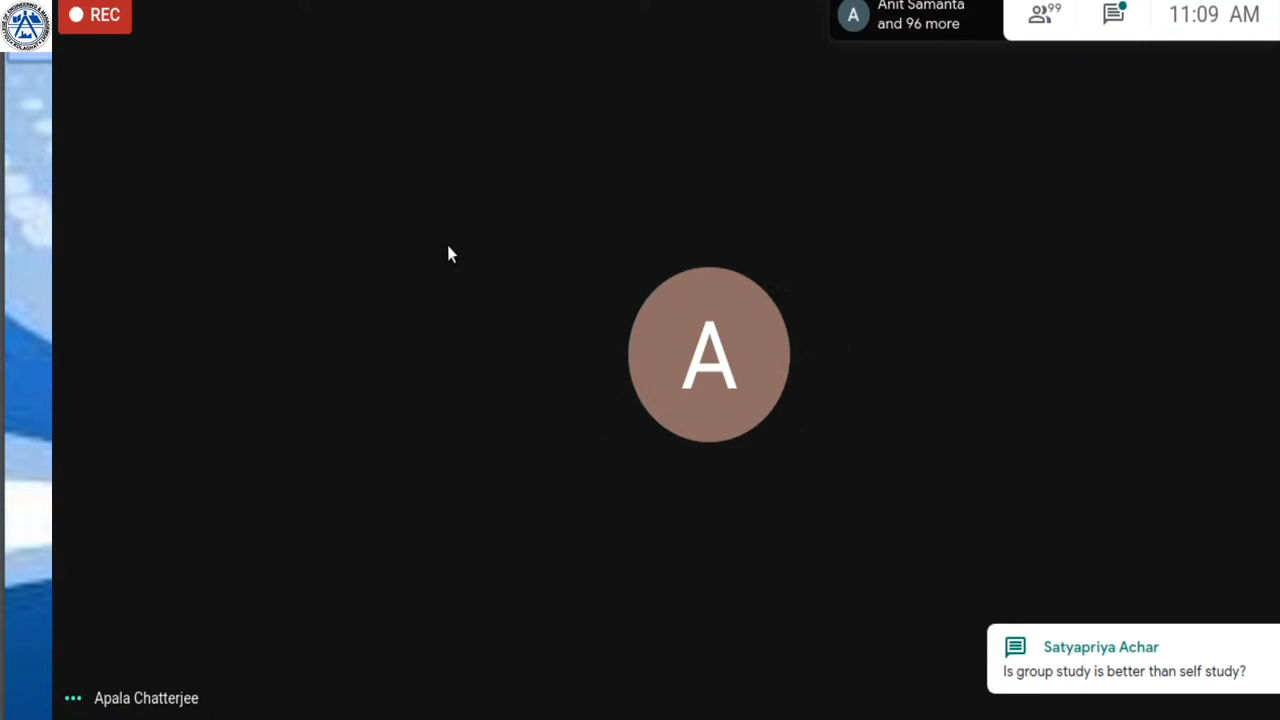 REC
A
Anit Samanta
and 96 more
99
11:09 AM
A
Satyapriya Achar
Is group study is better than self study?
Apala Chatterjee